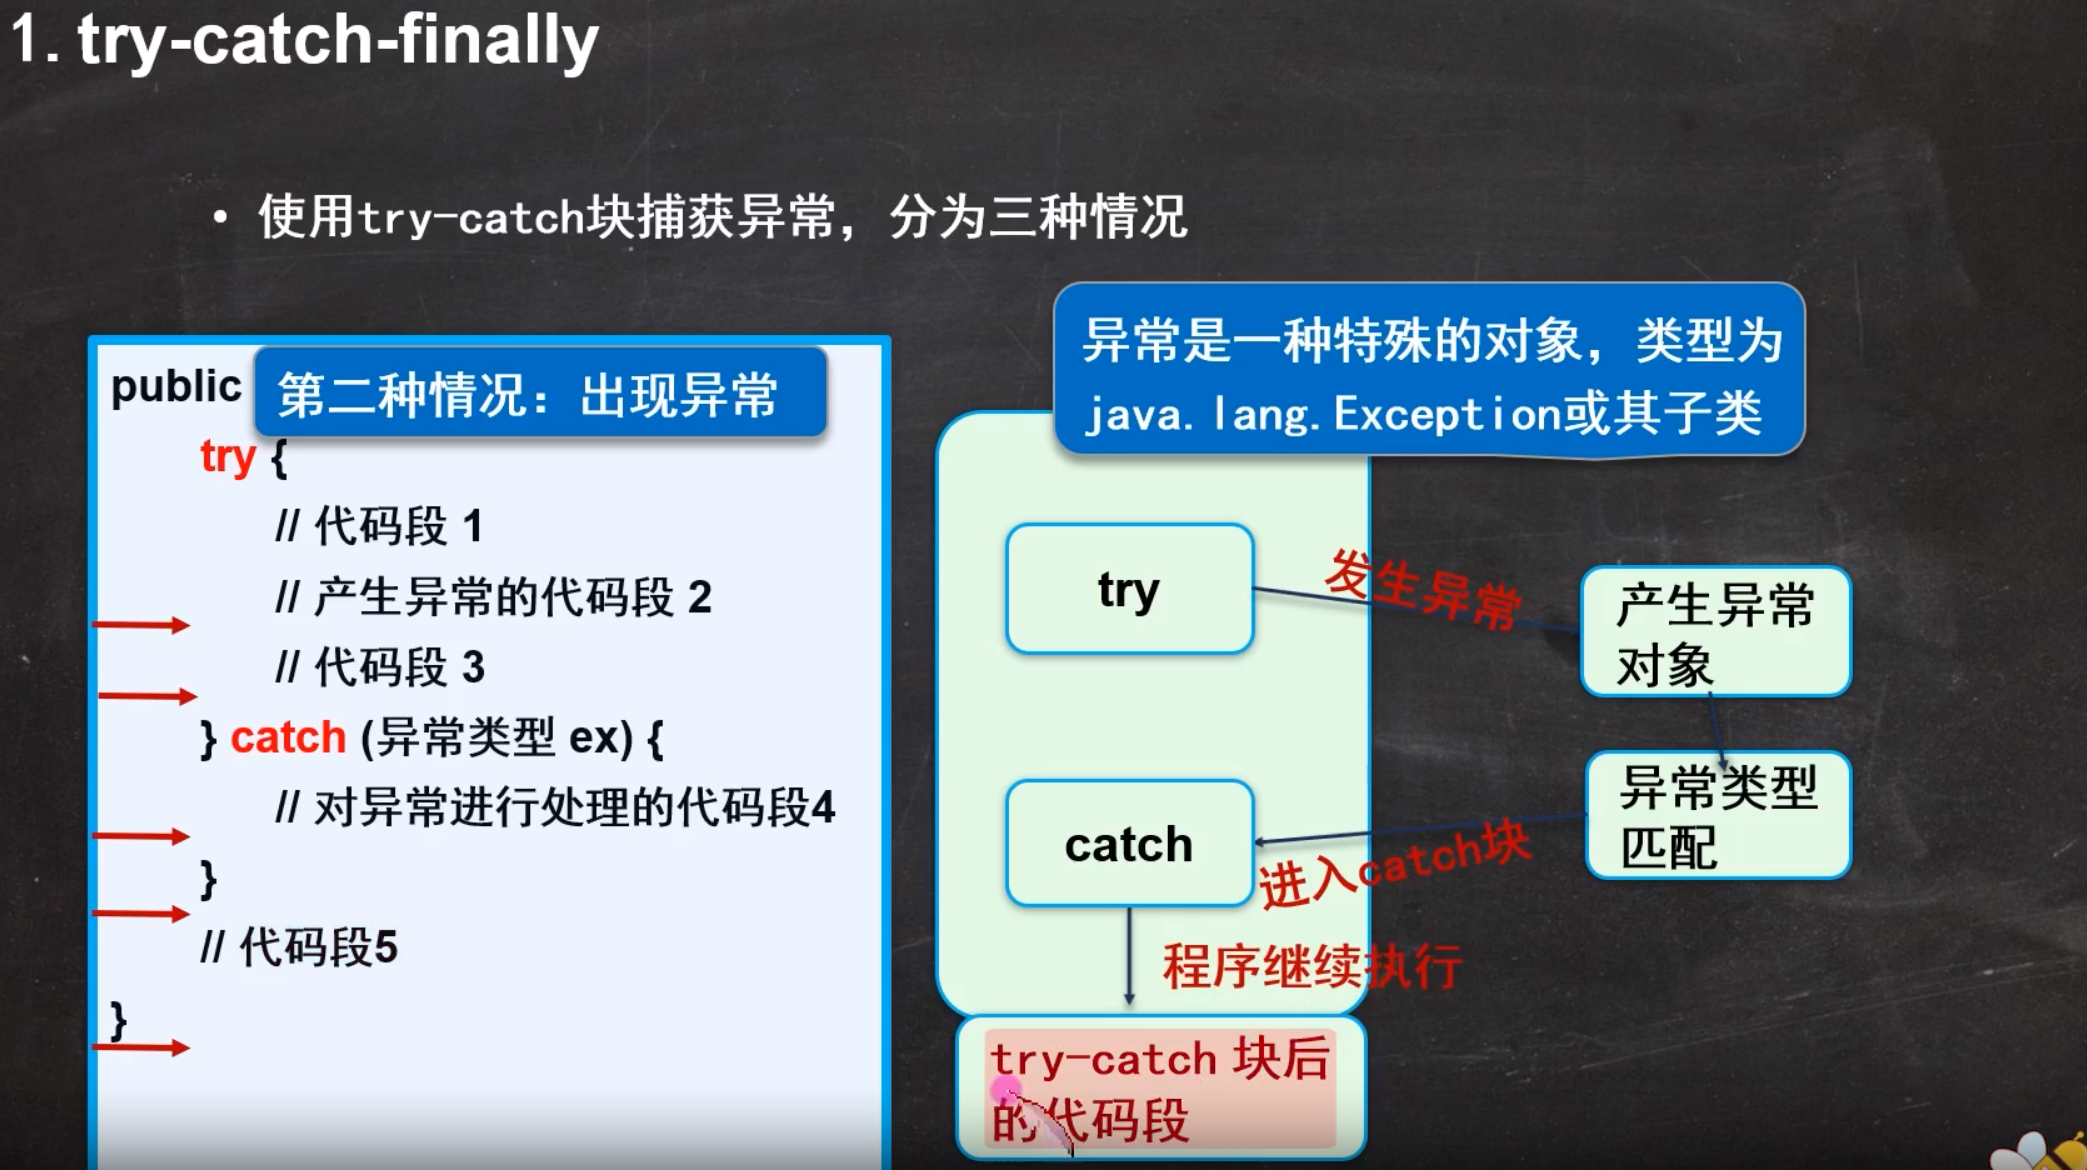 1. try-catch-finally
• 使用try-catch块捕获异常，分为三种情况
异常是一种特殊的对象，类型为
java.lang.Exception或其子类
public
第二种情况：出现异常
try {
// 代码段 1
// 产生异常的代码段 2
// 代码段 3
} catch (异常类型 ex) {
// 对异常进行处理的代码段4
}
// 代码段5
}
try
发生异常
产生异常
对象
异常类型
匹配
catch
进入catch块
程序继续执行
try-catch 块后
的代码段